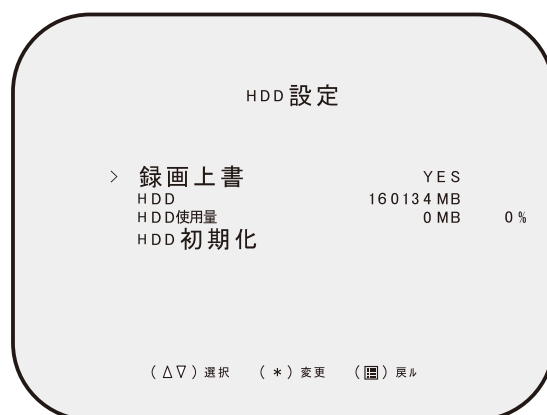 HDD設定
> 録画上書 YES
HDD 160134MB
HDD使用量 0MB 0%
HDD初期化
(△▽)選択 (*)変更 ()戻ル